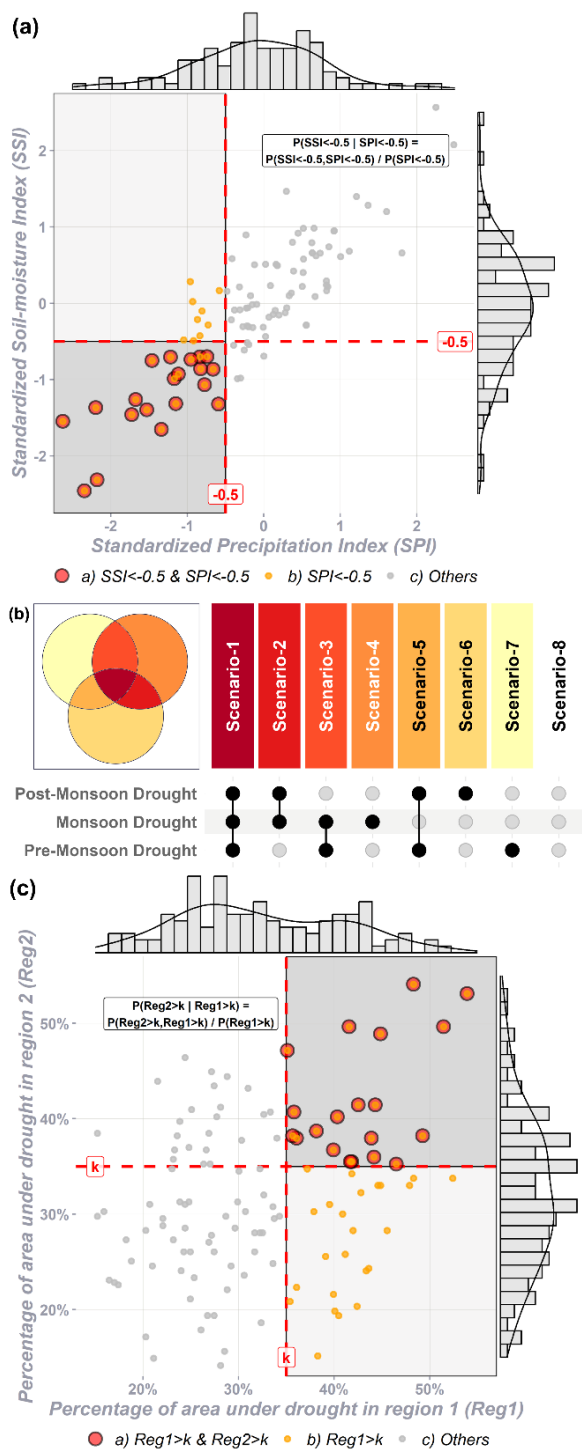 (a)
Standardized Soil-moisture Index (SSI)
2
1
0
-1
-2
P(SSI<-0.5 | SPI<-0.5) =
P(SSI<-0.5,SPI<-0.5) / P(SPI<-0.5)
-0.5
-0.5
-2
-1
0
1
2
Standardized Precipitation Index (SPI)
a) SSI<-0.5 & SPI<-0.5
b) SPI<-0.5
c) Others
(b)
Scenario-1
Scenario-2
Scenario-3
Scenario-4
Scenario-5
Scenario-6
Scenario-7
Scenario-8
Post-Monsoon Drought
Monsoon Drought
Pre-Monsoon Drought
(c)
Percentage of area under drought in region 2 (Reg2)
50%
40%
30%
20%
P(Reg2>k | Reg1>k) =
P(Reg2>k,Reg1>k) / P(Reg1>k)
k
k
20%
30%
40%
50%
Percentage of area under drought in region 1 (Reg1)
a) Reg1>k & Reg2>k
b) Reg1>k
c) Others